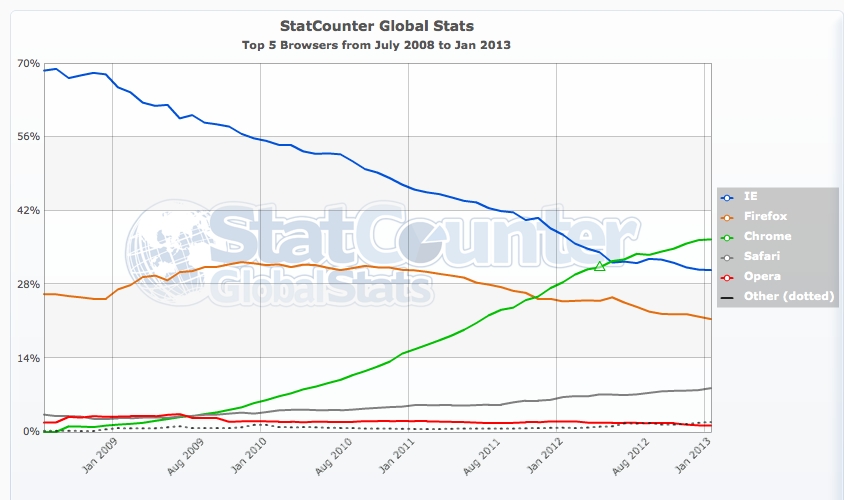 StatCounter Global Stats
Top 5 Browsers from July 2008 to Jan 2013
70%
56%
42%
28%
14%
0%
StatCounter
GlobalStats
IE
Firefox
Chrome
Safari
Opera
Other (dotted)
Jan 2009
Aug 2009
Jan 2010
Aug 2010
Jan 2011
Aug 2011
Jan 2012
Aug 2012
Jan 2013